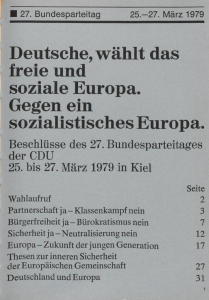 27. Bundesparteitag 25.–27. März 1979
Deutsche, wählt das
freie und
soziale Europa.
Gegen ein
sozialistisches Europa.
Beschlüsse des 27. Bundesparteitages
der CDU
25. bis 27. März 1979 in Kiel
Seite
Wahlaufruf 2
Partnerschaft ja – Klassenkampf nein 3
Bürgerfreiheit ja – Bürokratismus nein 7
Sicherheit ja – Neutralisierung nein 12
Europa – Zukunft der jungen Generation 17
Thesen zur inneren Sicherheit
der Europäischen Gemeinschaft 27
Deutschland und Europa 31
1